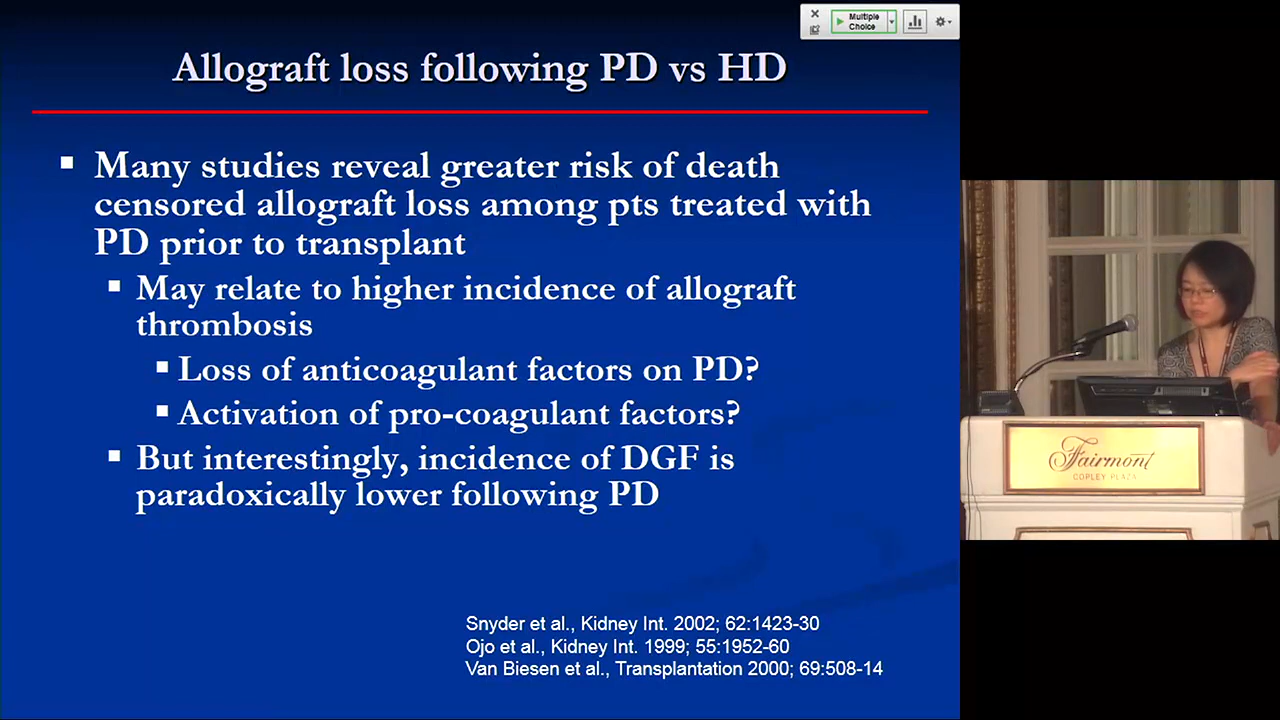 Multiple
Choice
Allograft loss following PD vs HD
Many studies reveal greater risk of death
censored allograft loss among pts treated with
PD prior to transplant
May relate to higher incidence of allograft
thrombosis
Loss of anticoagulant factors on PD?
Activation of pro-coagulant factors?
But interestingly, incidence of DGF is
paradoxically lower following PD
Snyder et al., Kidney Int. 2002; 62:1423-30
Ojo et al., Kidney Int. 1999; 55:1952-60
Van Biesen et al., Transplantation 2000; 69:508-14
Fairmont
COPLEY PLAZA